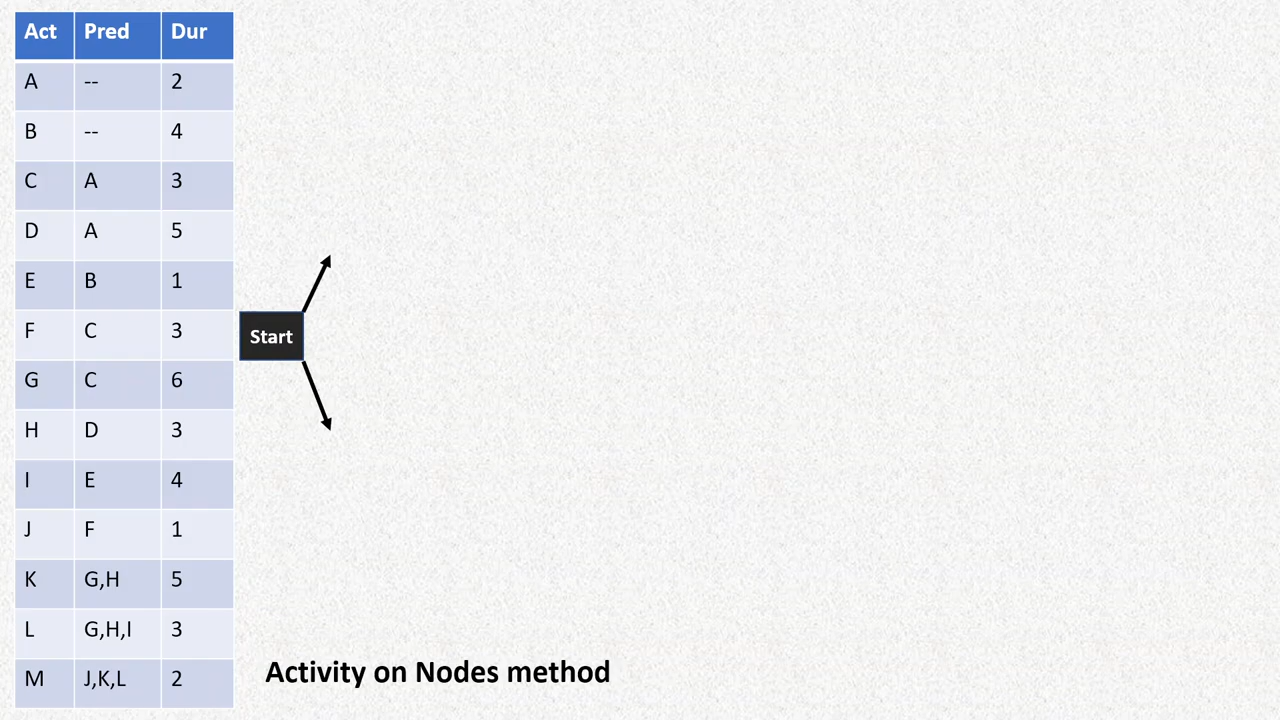 Act Pred Dur
A -- 2
B -- 4
C A 3
D A 5
E B 1
F C 3
Start
G C 6
H D 3
I E 4
J F 1
K G,H 5
L G,H,I 3
M J,K,L 2
Activity on Nodes method